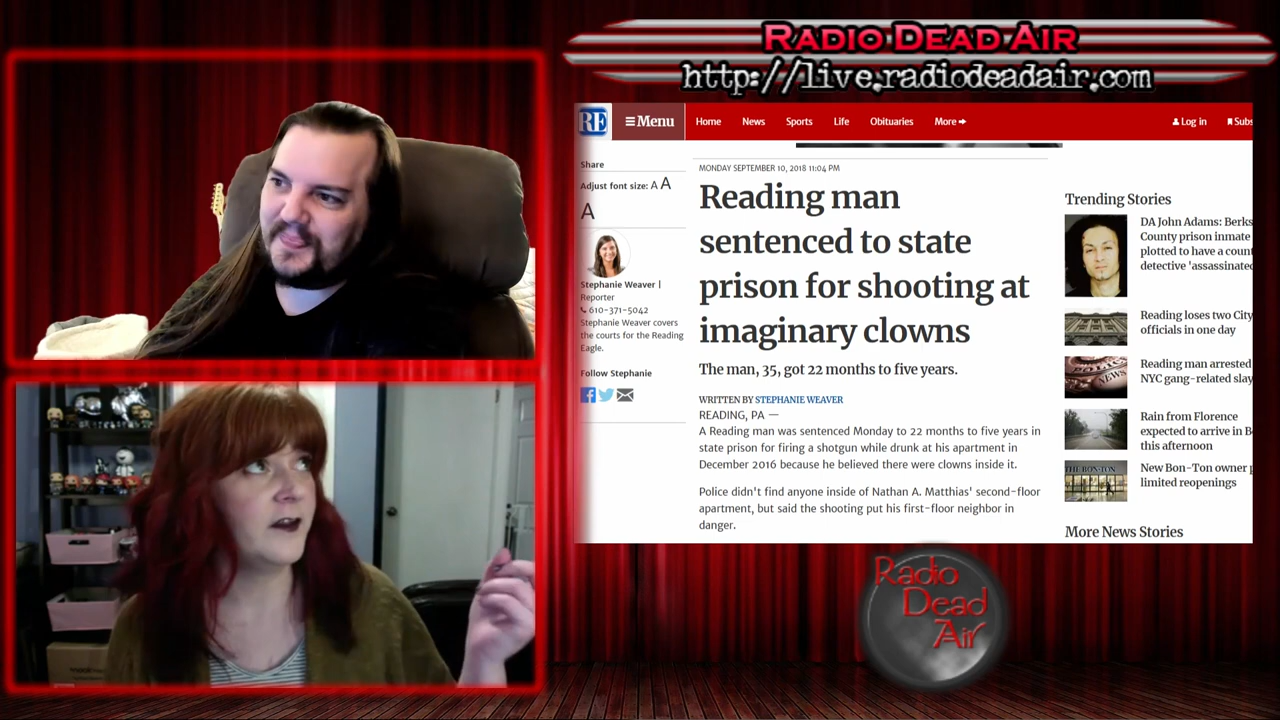 RADIO DEAD AIR
http://live.radiodeadair.com
RE
Menu
Home
News
Sports
Life
Obituaries
More
Log in
Subs
Share
Adjust font size: A A
A
Stephanie Weaver |
Reporter
610-371-5042
Stephanie Weaver covers
the courts for the Reading
Eagle.
Follow Stephanie
MONDAY SEPTEMBER 10, 2018 11:04 PM
Reading man
sentenced to state
prison for shooting at
imaginary clowns
The man, 35, got 22 months to five years.
WRITTEN BY STEPHANIE WEAVER
READING, PA —
A Reading man was sentenced Monday to 22 months to five years in
state prison for firing a shotgun while drunk at his apartment in
December 2016 because he believed there were clowns inside it.
Police didn't find anyone inside of Nathan A. Matthias' second-floor
apartment, but said the shooting put his first-floor neighbor in
danger.
Trending Stories
DA John Adams: Berks
County prison inmate
plotted to have a count
detective 'assassinated
Reading loses two City
officials in one day
NEWS
Reading man arrested
NYC gang-related slay
Rain from Florence
expected to arrive in B
this afternoon
THE BON-TON
New Bon-Ton owner p
limited reopenings
More News Stories
Radio
Dead
Air